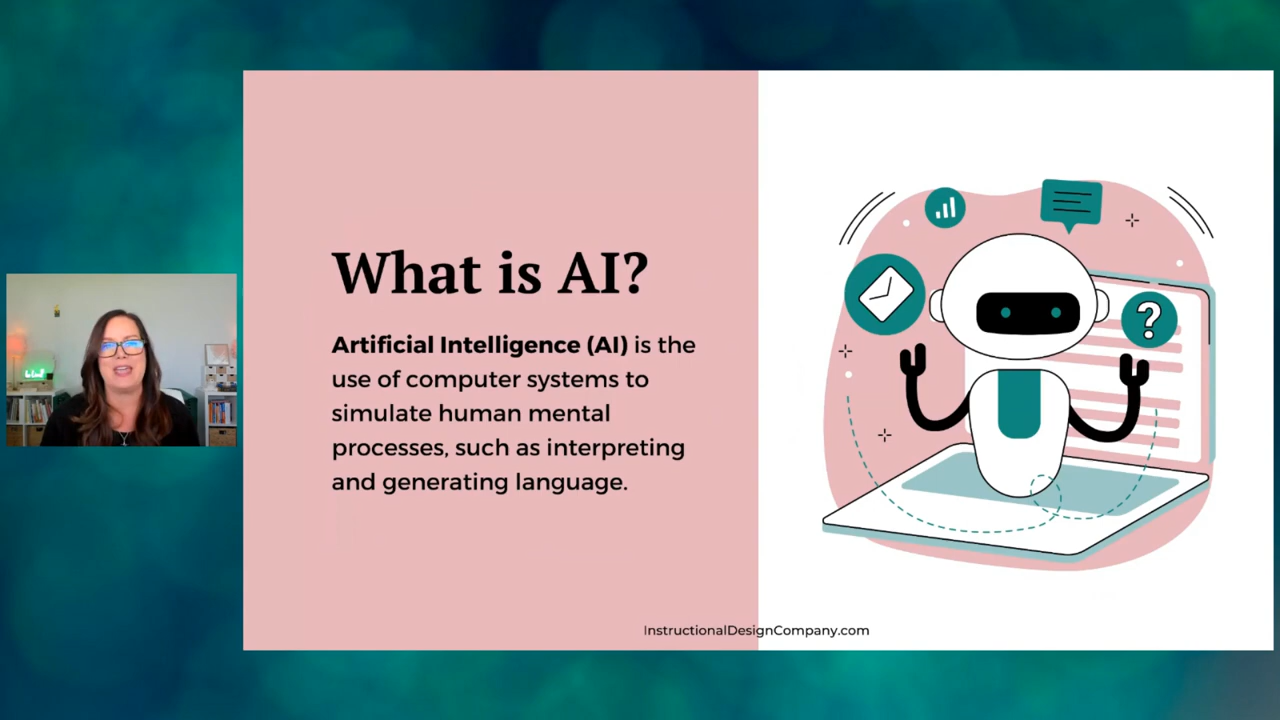 What is AI?
Artificial Intelligence (AI) is the
use of computer systems to
simulate human mental
processes, such as interpreting
and generating language.
?
InstructionalDesignCompany.com